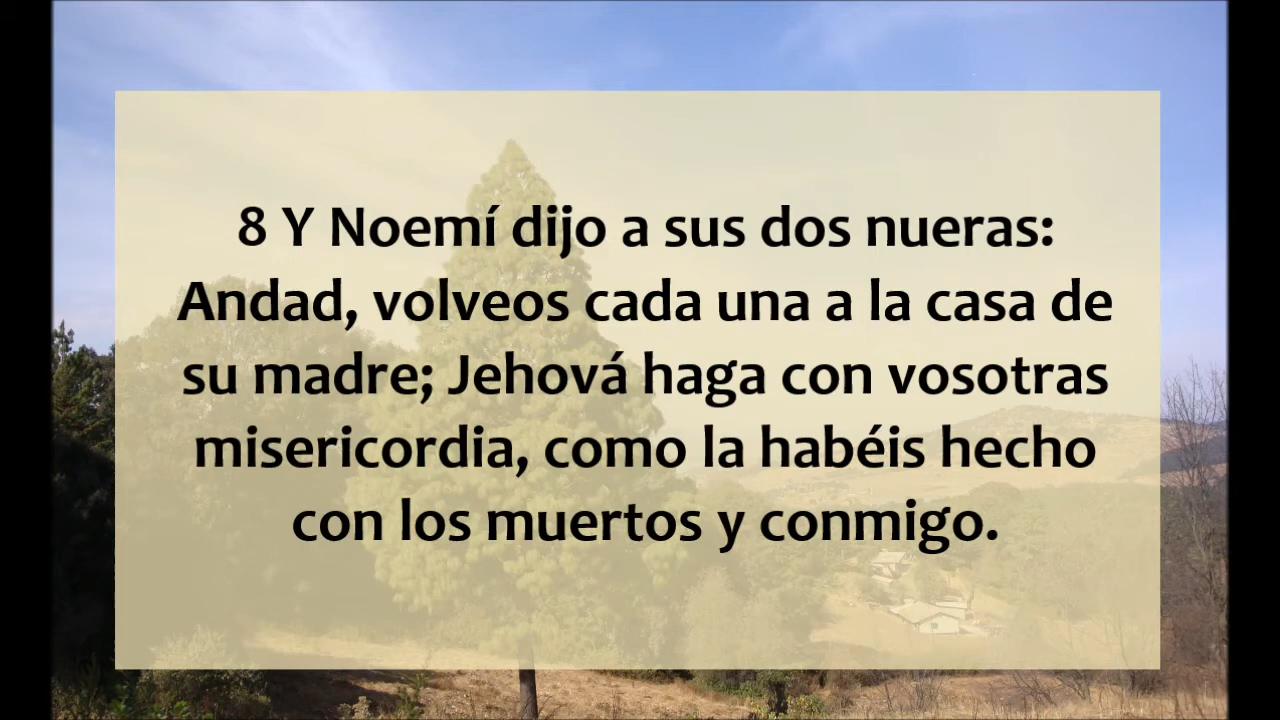 8 Y Noemí dijo a sus dos nueras:
Andad, volveos cada una a la casa de
su madre; Jehová haga con vosotras
misericordia, como la habéis hecho
con los muertos y conmigo.